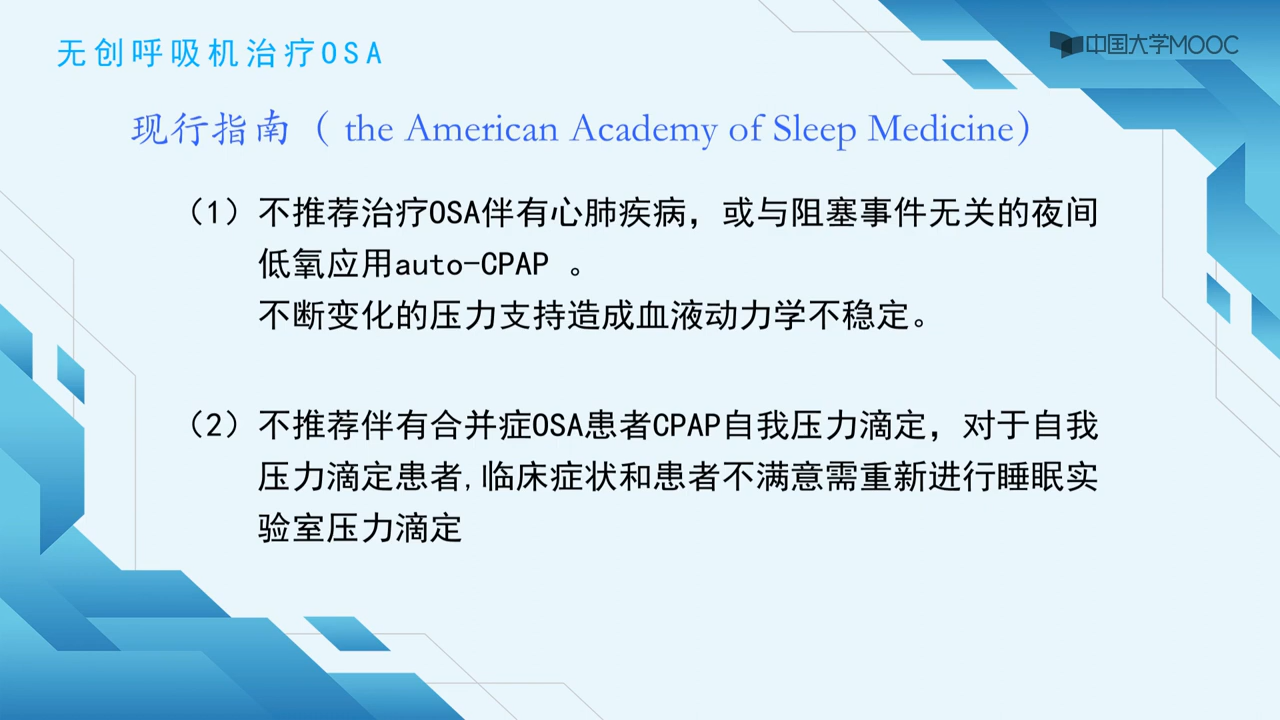 无创呼吸机治疗OSA
中国大学MOOC
现行指南（ the American Academy of Sleep Medicine）
（1）不推荐治疗OSA伴有心肺疾病，或与阻塞事件无关的夜间
低氧应用auto-CPAP 。
不断变化的压力支持造成血液动力学不稳定。
（2）不推荐伴有合并症OSA患者CPAP自我压力滴定，对于自我
压力滴定患者,临床症状和患者不满意需重新进行睡眠实
验室压力滴定